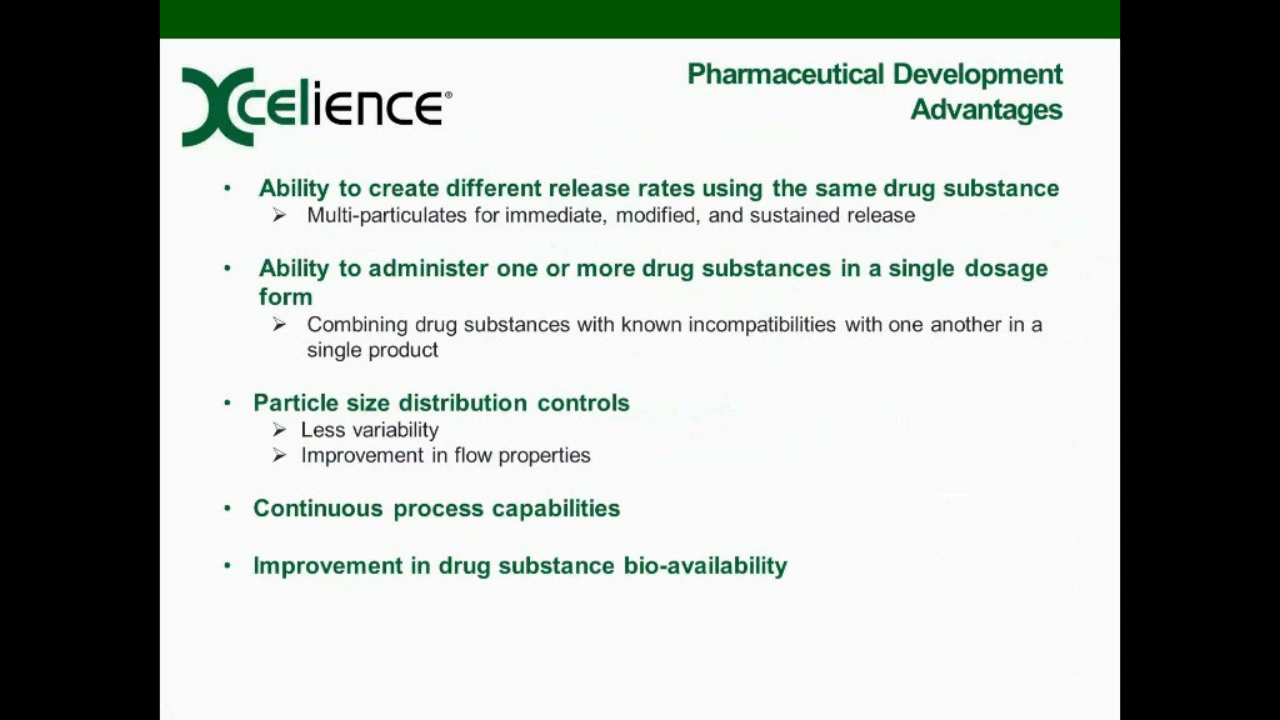 Xcelience®
Pharmaceutical Development
Advantages
• Ability to create different release rates using the same drug substance
➢ Multi-particulates for immediate, modified, and sustained release
• Ability to administer one or more drug substances in a single dosage
form
➢ Combining drug substances with known incompatibilities with one another in a
single product
• Particle size distribution controls
➢ Less variability
➢ Improvement in flow properties
• Continuous process capabilities
• Improvement in drug substance bio-availability